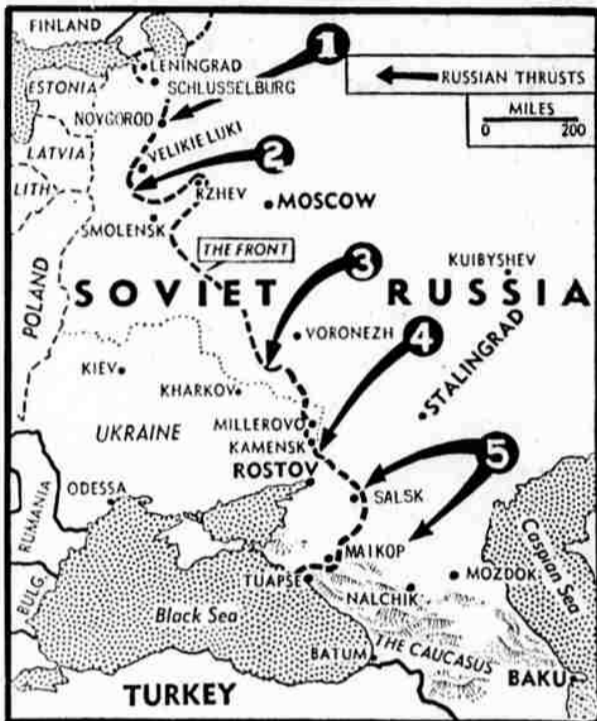 FINLAND
1
LENINGRAD
ESTONIA
SCHLUSSELBURG
RUSSIAN THRUSTS
NOVGOROD
MILES
0 200
LATVIA
VELIKIE LUKI
2
LITH
RZHEV
MOSCOW
SMOLENSK
THE FRONT
POLAND
3
KUIBYSHEV
SOVIET RUSSIA
VORONEZH
4
KIEV
STALINGRAD
KHARKOV
MILLEROVO
UKRAINE
KAMENSK
5
ROSTOV
ODESSA
SALSK
RUMANIA
Caspian Sea
MAIKOP
TUAPSE
MOZDOK
BULG.
NALCHIK
Black Sea
THE CAUCASUS
BATUM
BAKU
TURKEY